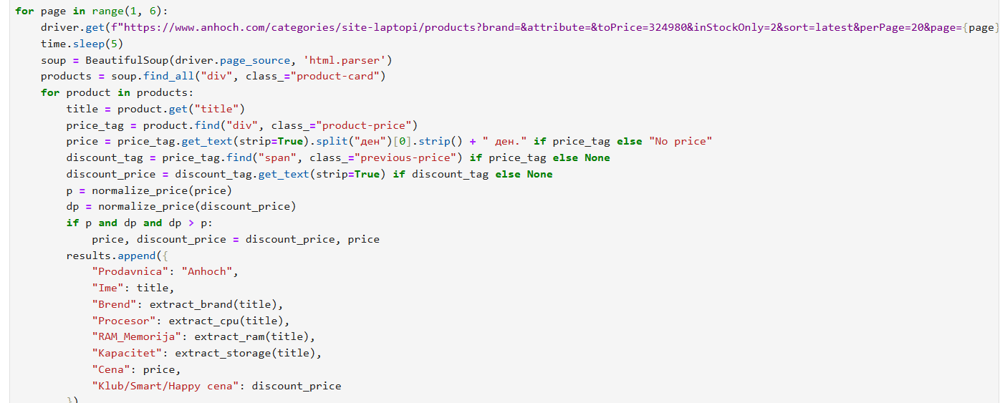 for page in range(1, 6):
    driver.get(f"https://www.anhoch.com/categories/site-laptopi/products?brand=&attribute=&toPrice=324980&inStockOnly=2&sort=latest&perPage=20&page={page}
    time.sleep(5)
    soup = BeautifulSoup(driver.page_source, 'html.parser')
    products = soup.find_all("div", class_="product-card")
    for product in products:
        title = product.get("title")
        price_tag = product.find("div", class_="product-price")
        price = price_tag.get_text(strip=True).split("ден")[0].strip() + " ден." if price_tag else "No price"
        discount_tag = price_tag.find("span", class_="previous-price") if price_tag else None
        discount_price = discount_tag.get_text(strip=True) if discount_tag else None
        p = normalize_price(price)
        dp = normalize_price(discount_price)
        if p and dp and dp > p:
            price, discount_price = discount_price, price
        results.append({
            "Prodavnica": "Anhoch",
            "Ime": title,
            "Brend": extract_brand(title),
            "Procesor": extract_cpu(title),
            "RAM_Memorija": extract_ram(title),
            "Kapacitet": extract_storage(title),
            "Cena": price,
            "Klub/Smart/Happy cena": discount_price
        })